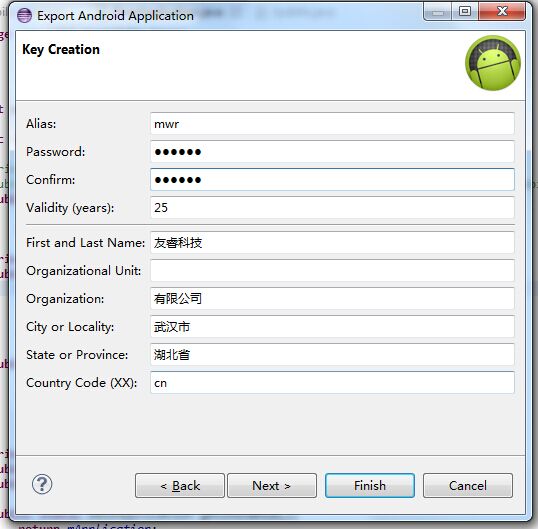 Export Android Application
Key Creation
Alias: mwr
Password: ●●●●●●
Confirm: ●●●●●●
Validity (years): 25
First and Last Name: 友睿科技
Organizational Unit:
Organization: 有限公司
City or Locality: 武汉市
State or Province: 湖北省
Country Code (XX): cn
? < Back Next > Finish Cancel
return mApplication;